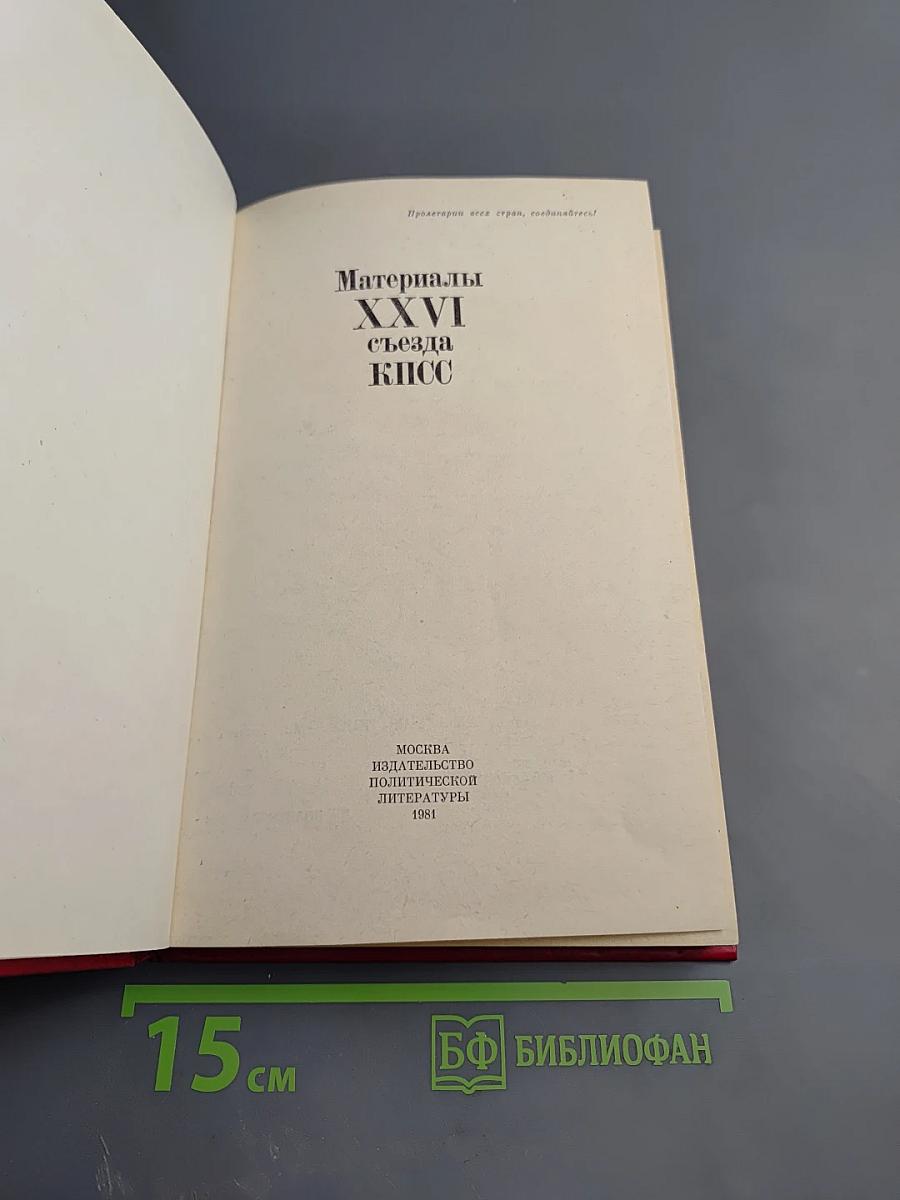 Пролетарии всех стран, соединяйтесь!
Материалы
XXVI
съезда
КПСС
МОСКВА
ИЗДАТЕЛЬСТВО
ПОЛИТИЧЕСКОЙ
ЛИТЕРАТУРЫ
1981
15 см
БФ БИБЛИОФАН